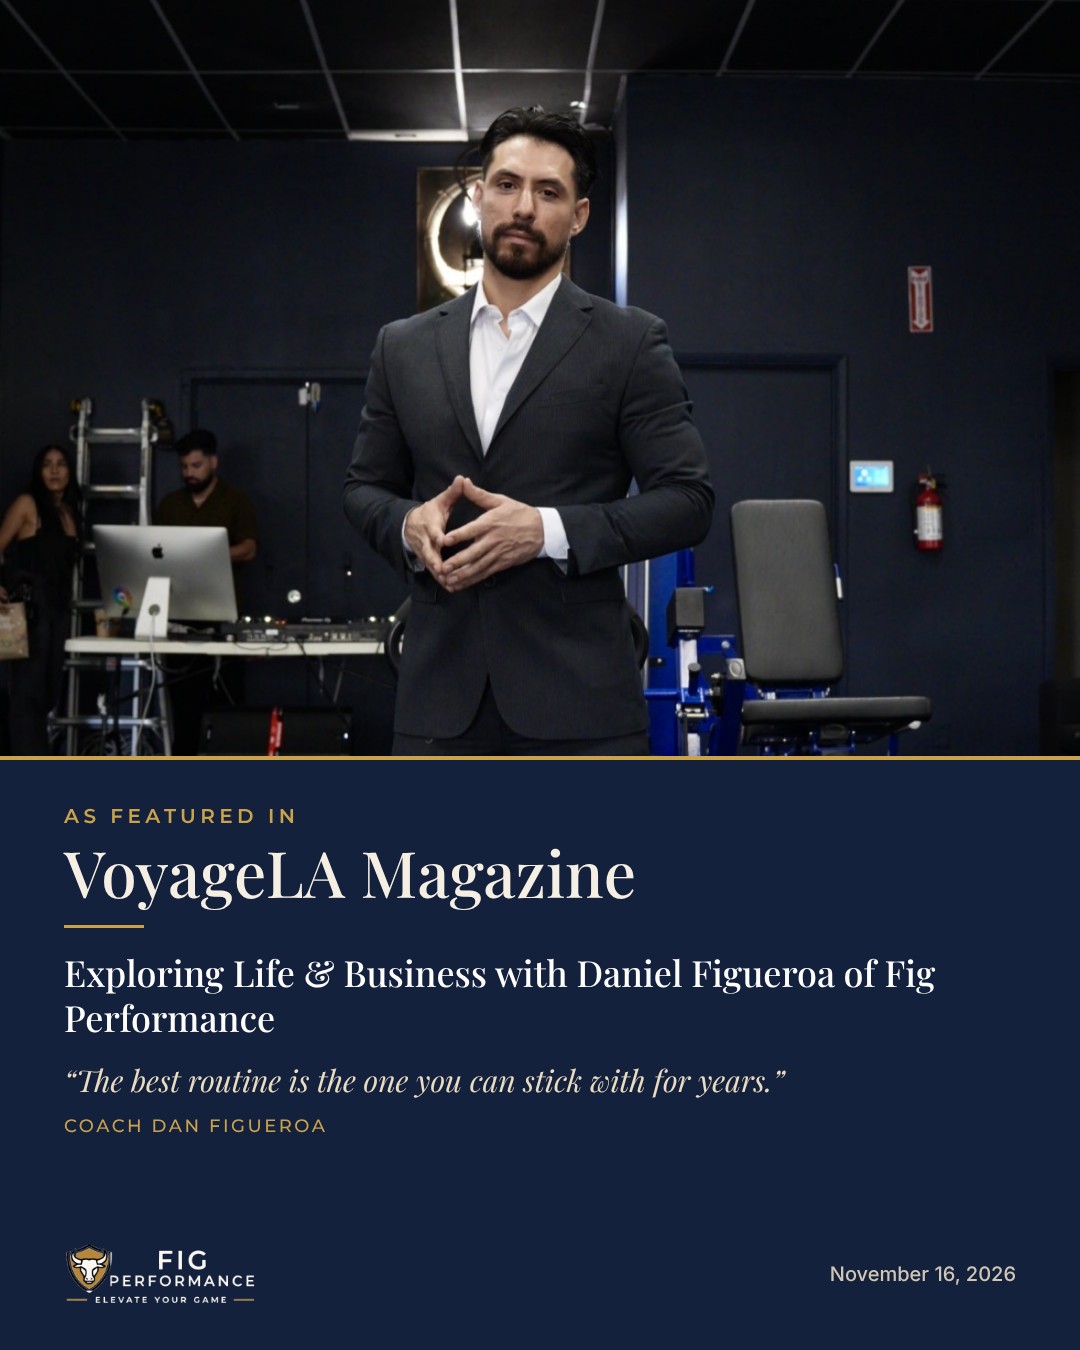 AS FEATURED IN
VoyageLA Magazine
Exploring Life & Business with Daniel Figueroa of Fig
Performance
“The best routine is the one you can stick with for years.”
COACH DAN FIGUEROA
FIG
PERFORMANCE
ELEVATE YOUR GAME
November 16, 2026